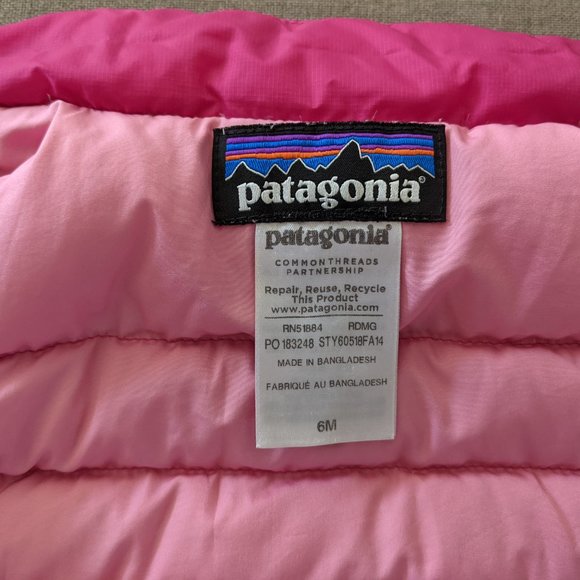 patagonia®
patagonia®
COMMONTHREADS
PARTNERSHIP
Repair, Reuse, Recycle
This Product
www.patagonia.com
RN51884 RDMG
PO 183248 STY60518FA14
MADE IN BANGLADESH
FABRIQUÉ AU BANGLADESH
6M